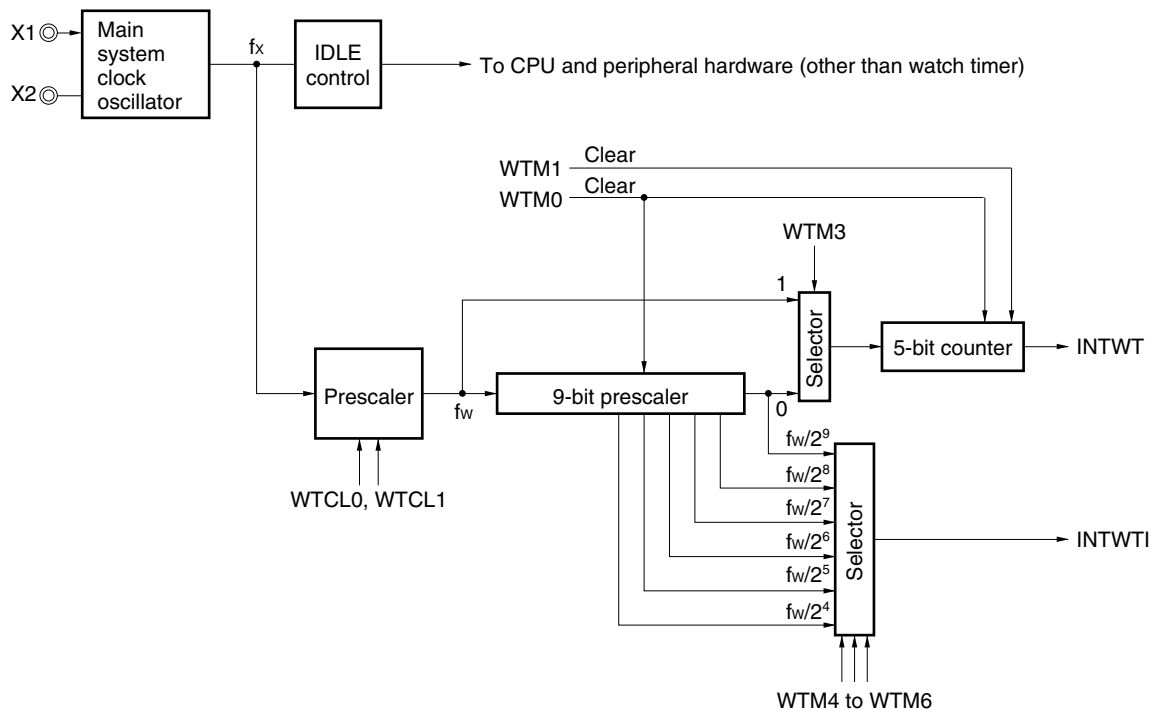 X1
X2
Main
system
clock
oscillator
fX
IDLE
control
To CPU and peripheral hardware (other than watch timer)
WTM1
Clear
WTM0
Clear
WTM3
1
Selector
5-bit counter
INTWT
Prescaler
fW
9-bit prescaler
0
WTCL0, WTCL1
fW/2⁹
fW/2⁸
fW/2⁷
fW/2⁶
fW/2⁵
fW/2⁴
Selector
INTWTI
WTM4 to WTM6